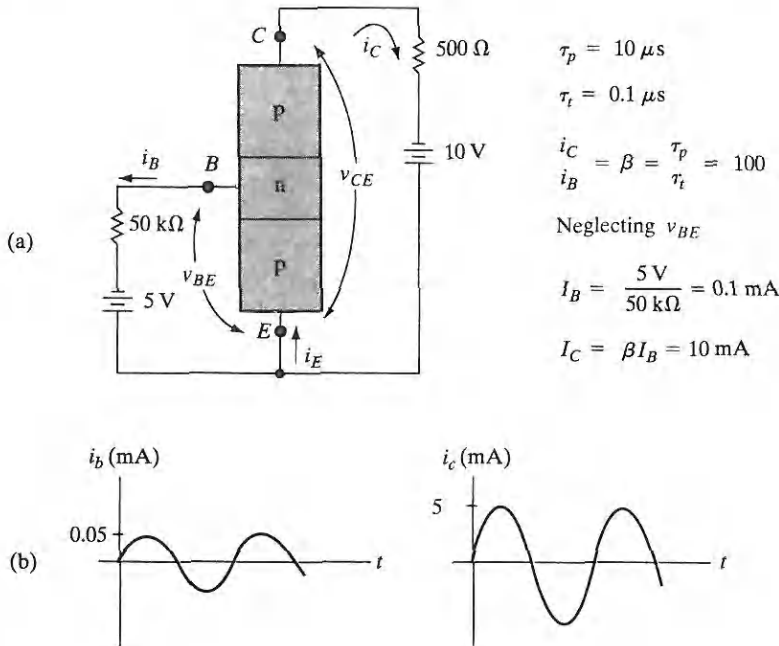 C
i_C
500 Ω
p
10 V
v_CE
i_B
B
n
(a)
50 kΩ
v_BE
p
5 V
E
i_E
τ_p = 10 μs
τ_t = 0.1 μs
i_C / i_B = β = τ_p / τ_t = 100
Neglecting v_BE
I_B = 5 V / 50 kΩ = 0.1 mA
I_C = βI_B = 10 mA
(b)
i_b (mA)
0.05
t
i_c (mA)
5
t